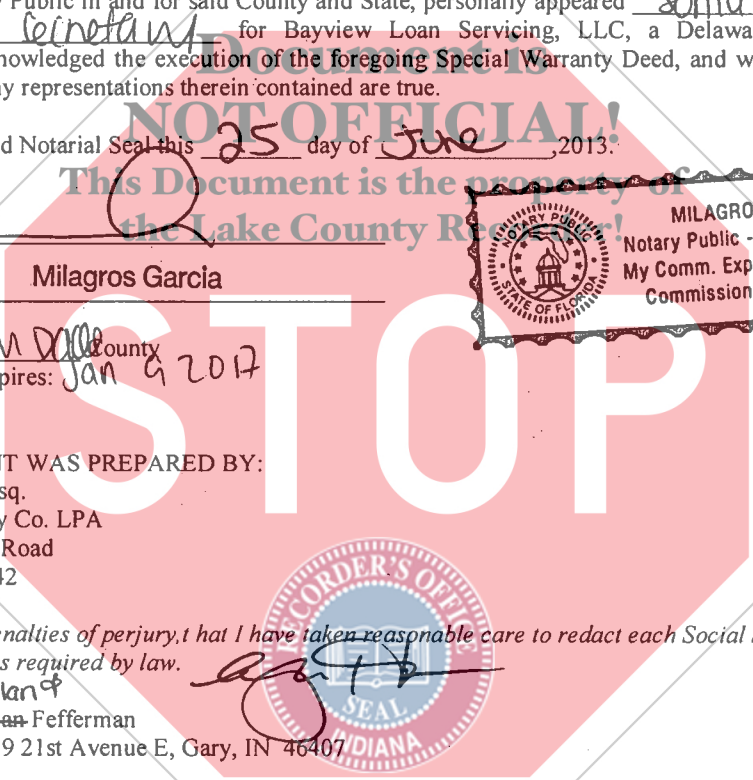 Public in and for said County and State, personally appeared
Secretary for Bayview Loan Servicing, LLC, a Delawa
nowledged the execution of the foregoing Special Warranty Deed, and w
ny representations therein contained are true.
Document is
NOT OFFICIAL!
This Document is the property of
the Lake County Recorder!
d Notarial Seal this 25 day of June, 2013.
Milagros Garcia
NOTARY PUBLIC
STATE OF FLORIDA
MILAGRO
Notary Public -
My Comm. Exp
Commission
County
pires: Jan 9 2017
STOP
NT WAS PREPARED BY:
sq.
y Co. LPA
Road
42
RECORDER'S OFFICE
SEAL
INDIANA
enalties of perjury,t hat I have taken reasonable care to redact each Social
s required by law.
an Fefferman
9 21st Avenue E, Gary, IN 46407